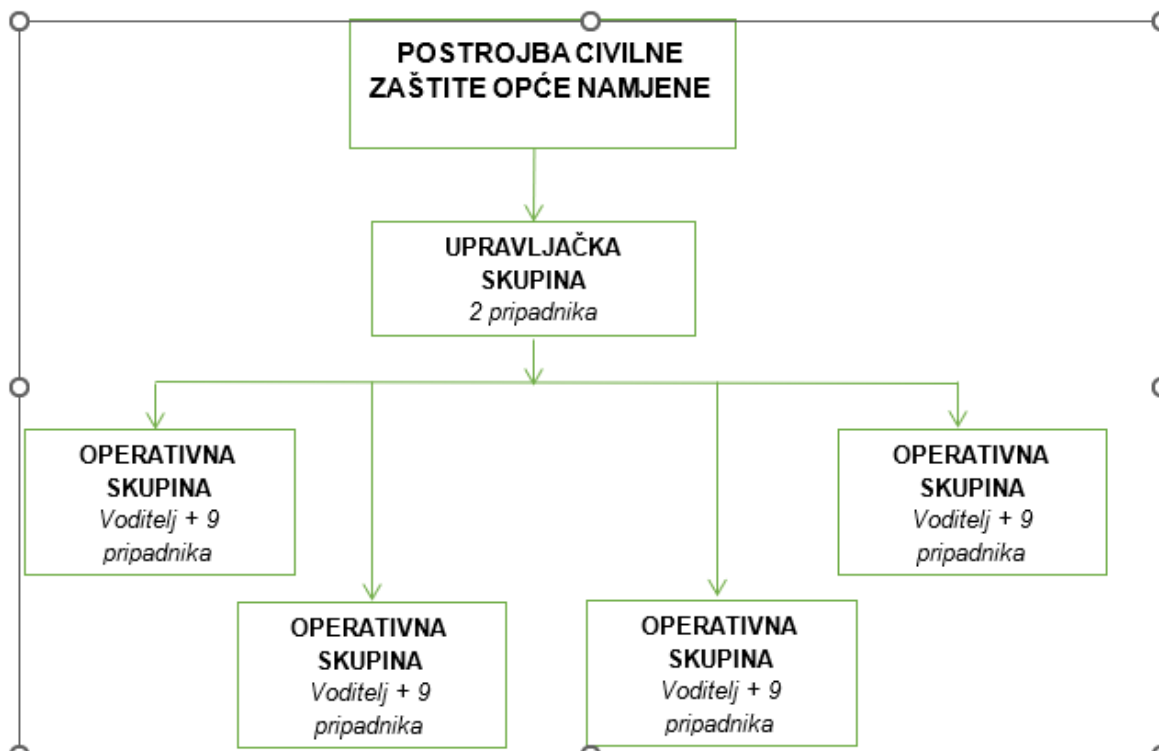 POSTROJBA CIVILNE
ZAŠTITE OPĆE NAMJENE
UPRAVLJAČKA
SKUPINA
2 pripadnika
OPERATIVNA
SKUPINA
Voditelj + 9
pripadnika
OPERATIVNA
SKUPINA
Voditelj + 9
pripadnika
OPERATIVNA
SKUPINA
Voditelj + 9
pripadnika
OPERATIVNA
SKUPINA
Voditelj + 9
pripadnika